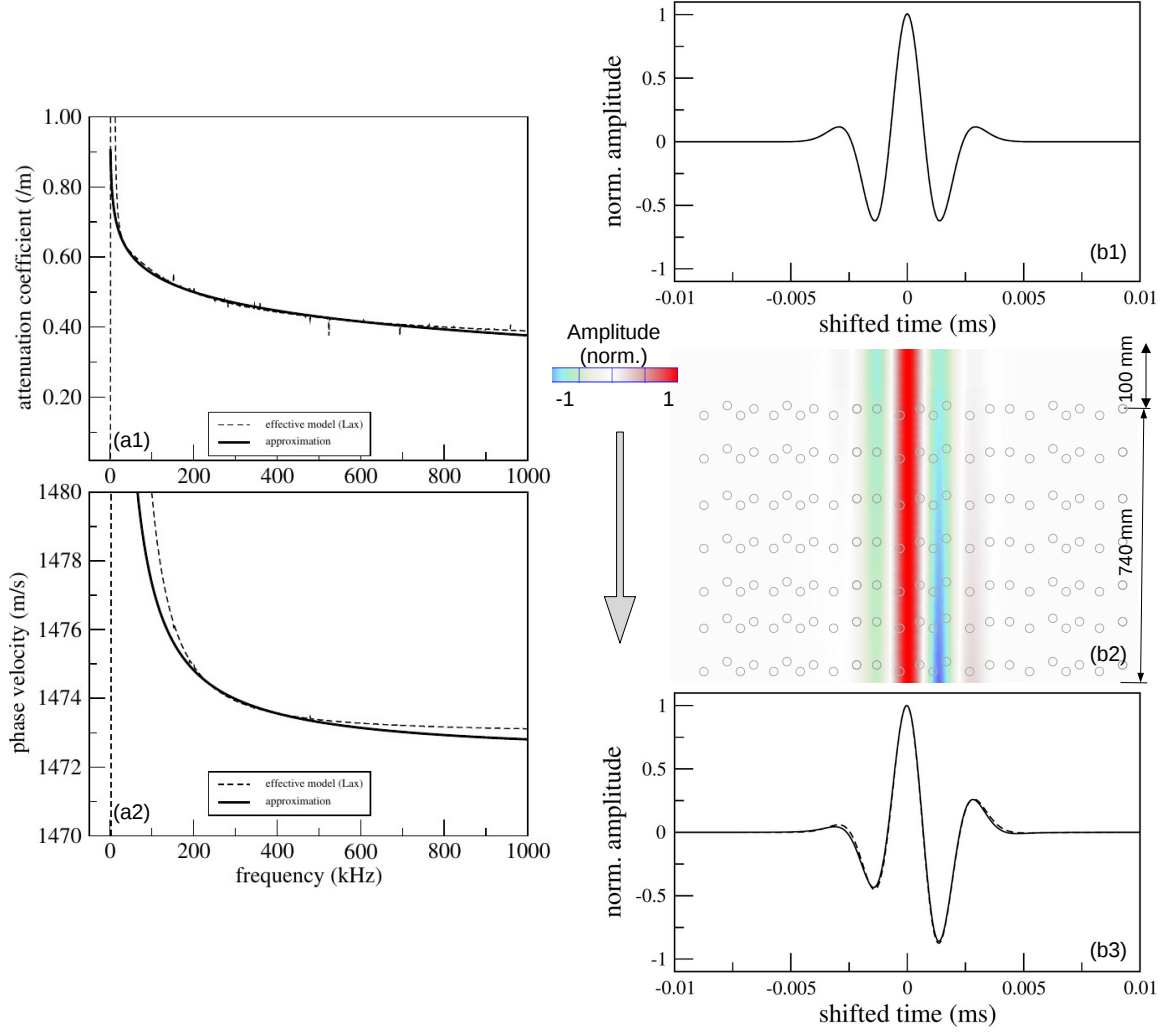 1.00
0.80
0.60
0.40
0.20
attenuation coefficient (/m)
(a1)
effective model (Lax)
approximation
0 200 400 600 800 1000
1480
1478
1476
1474
1472
1470
phase velocity (m/s)
(a2)
effective model (Lax)
approximation
0 200 400 600 800 1000
frequency (kHz)
1
0.5
0
-0.5
-1
norm. amplitude
(b1)
-0.01 -0.005 0 0.005 0.01
shifted time (ms)
Amplitude
(norm.)
-1 1
100 mm
740 mm
(b2)
1
0.5
0
-0.5
-1
norm. amplitude
(b3)
-0.01 -0.005 0 0.005 0.01
shifted time (ms)